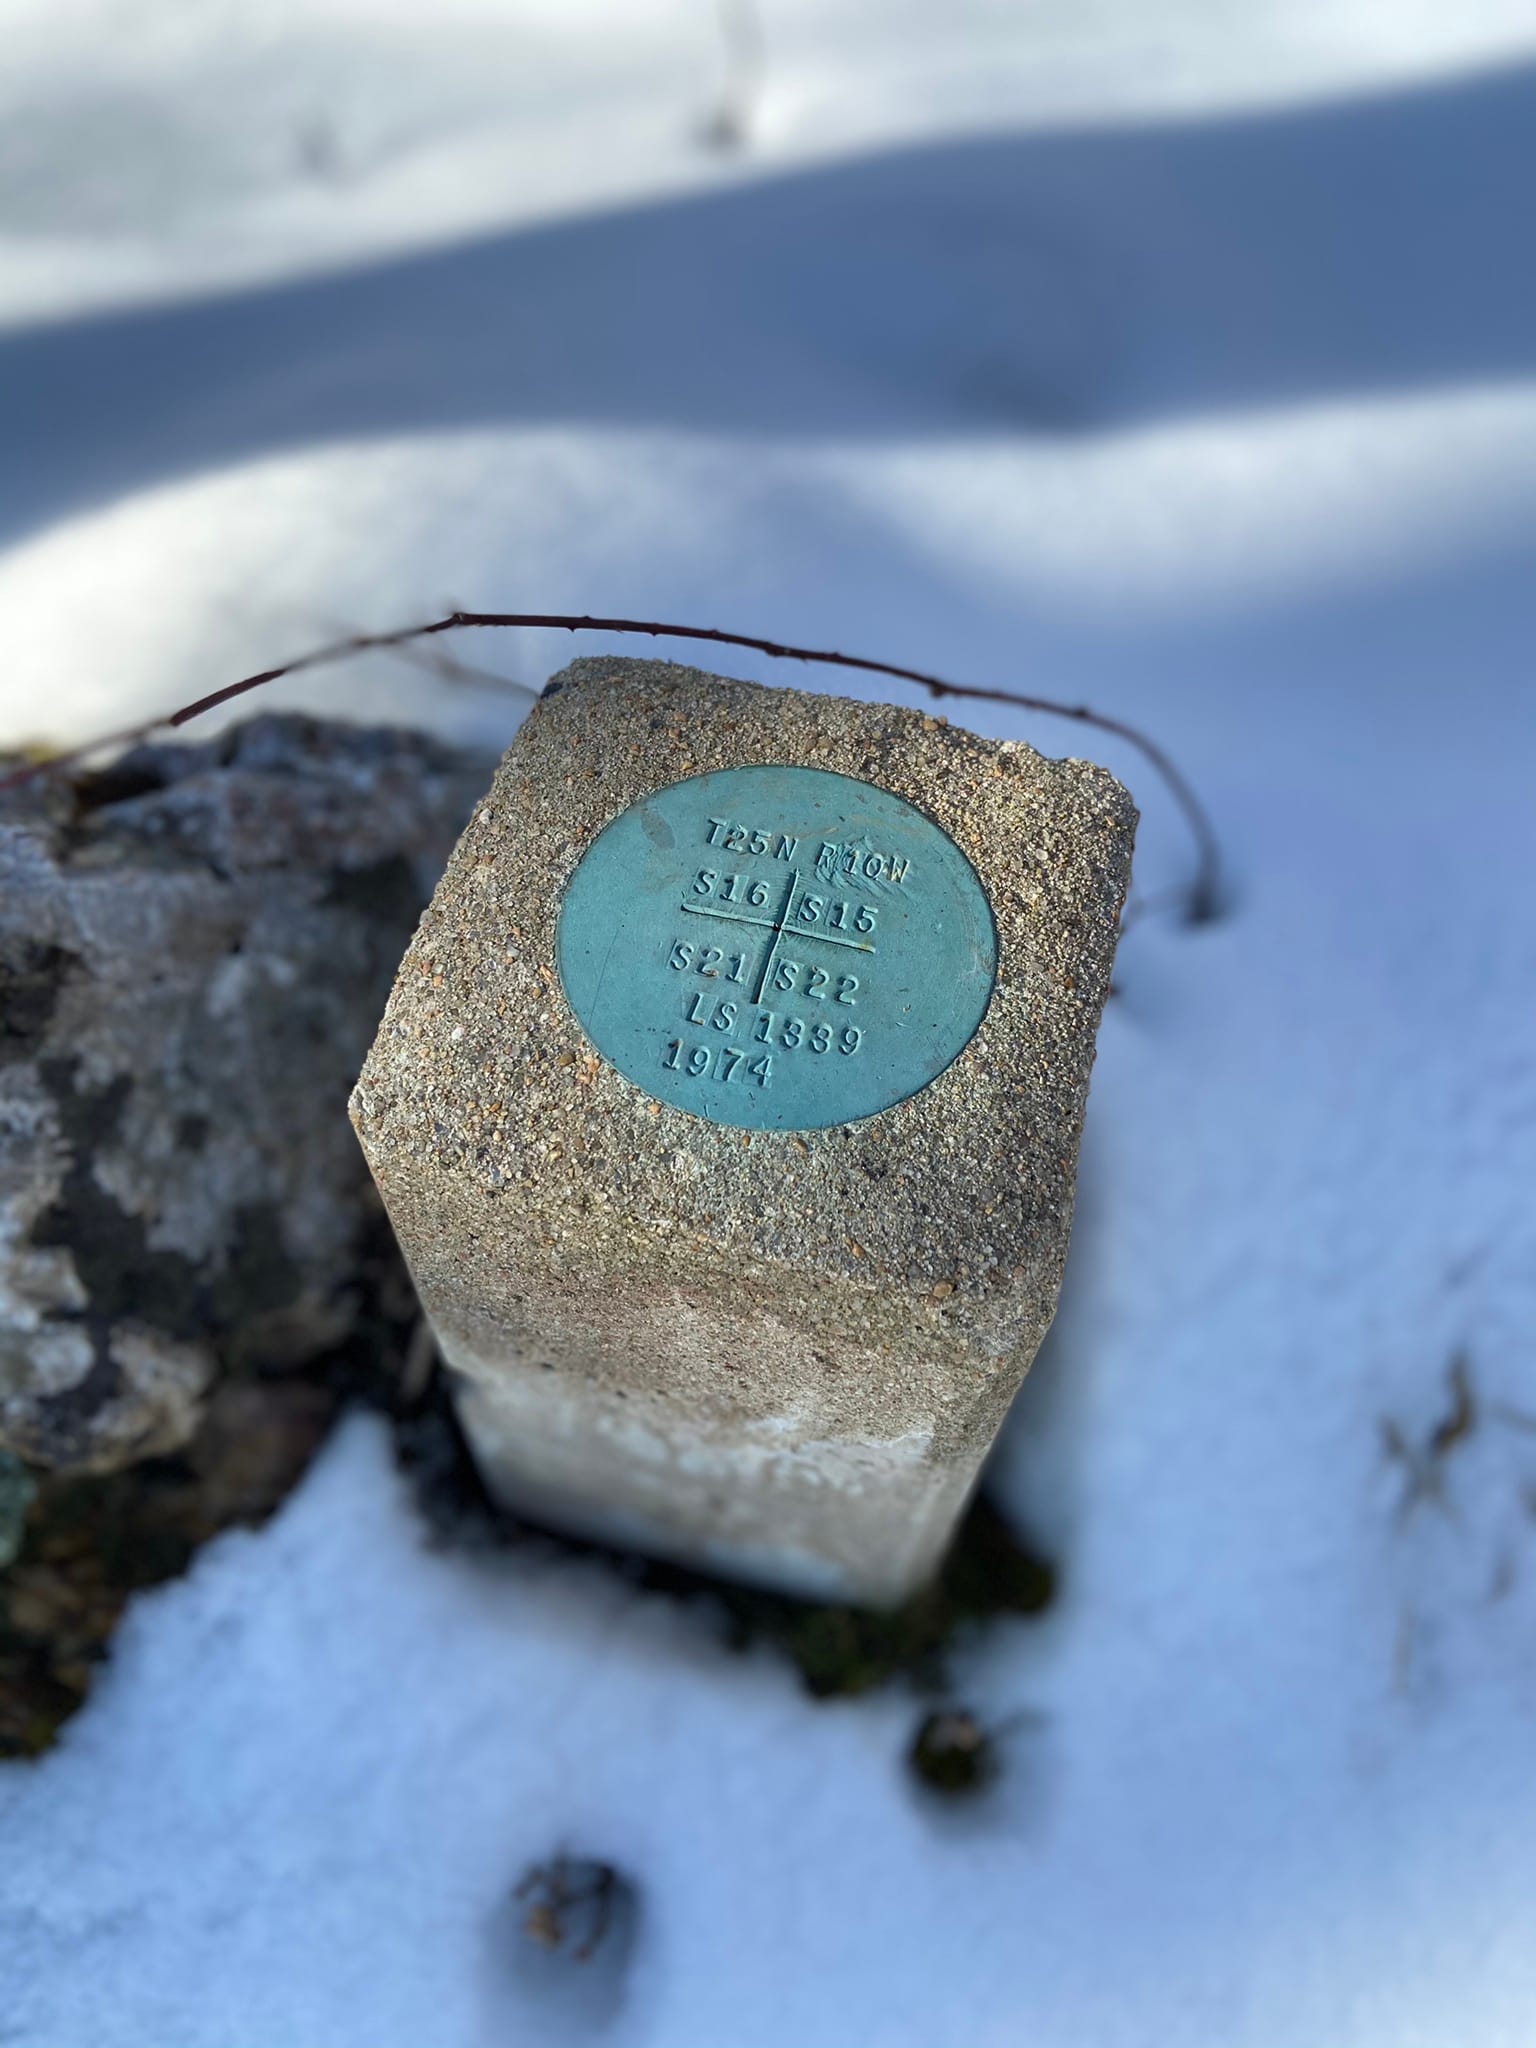 T25N R10W
S16 S15
S21 S22
LS 1339
1974